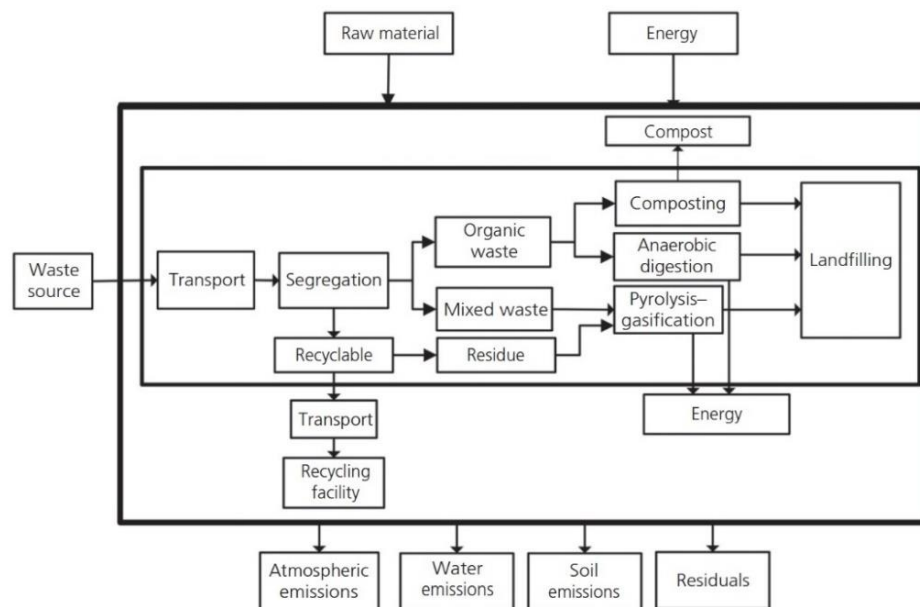 Raw material
Energy
Compost
Composting
Organic
waste
Anaerobic
digestion
Landfilling
Waste
source
Transport
Segregation
Mixed waste
Pyrolysis–
gasification
Recyclable
Residue
Transport
Energy
Recycling
facility
Atmospheric
emissions
Water
emissions
Soil
emissions
Residuals